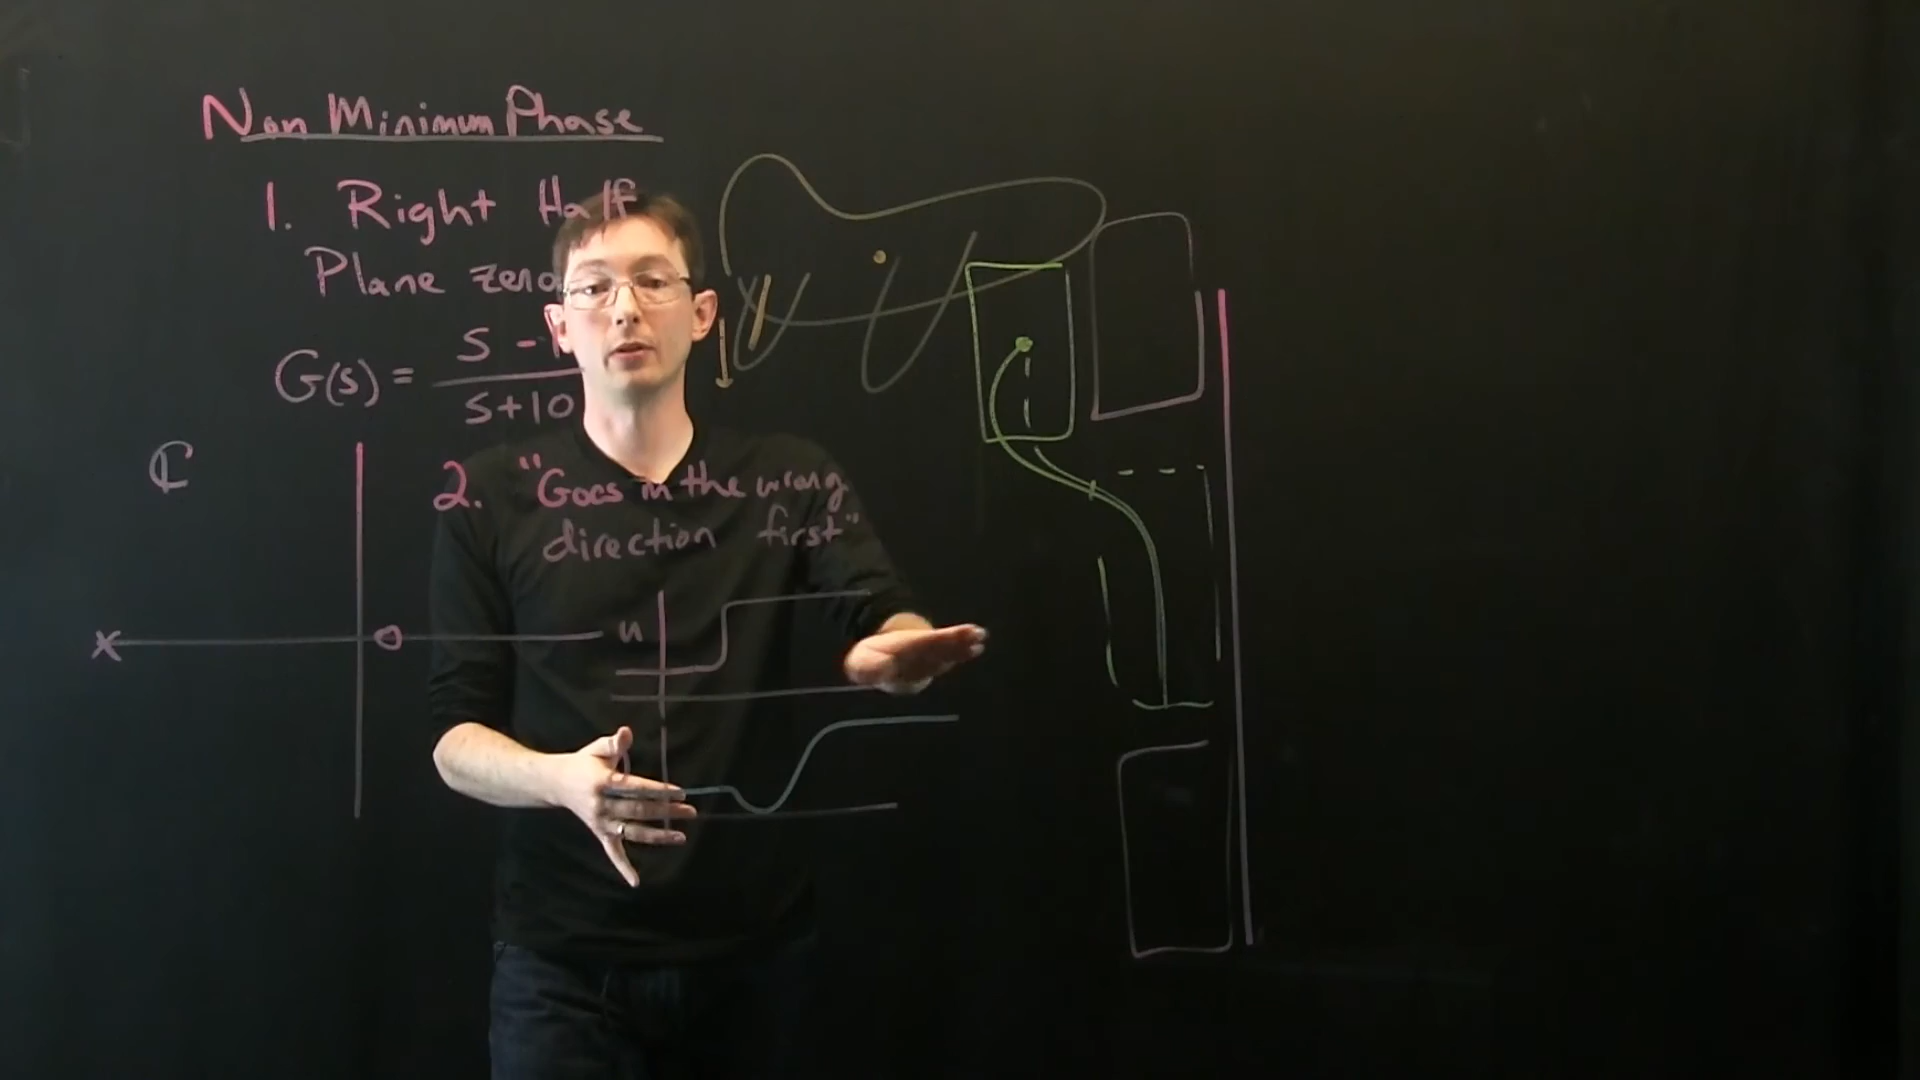 Non Minimum Phase
1. Right Half
Plane zero
G(s) = s -
s+10
ℂ
2. "Goes in the wrong
direction first"
u